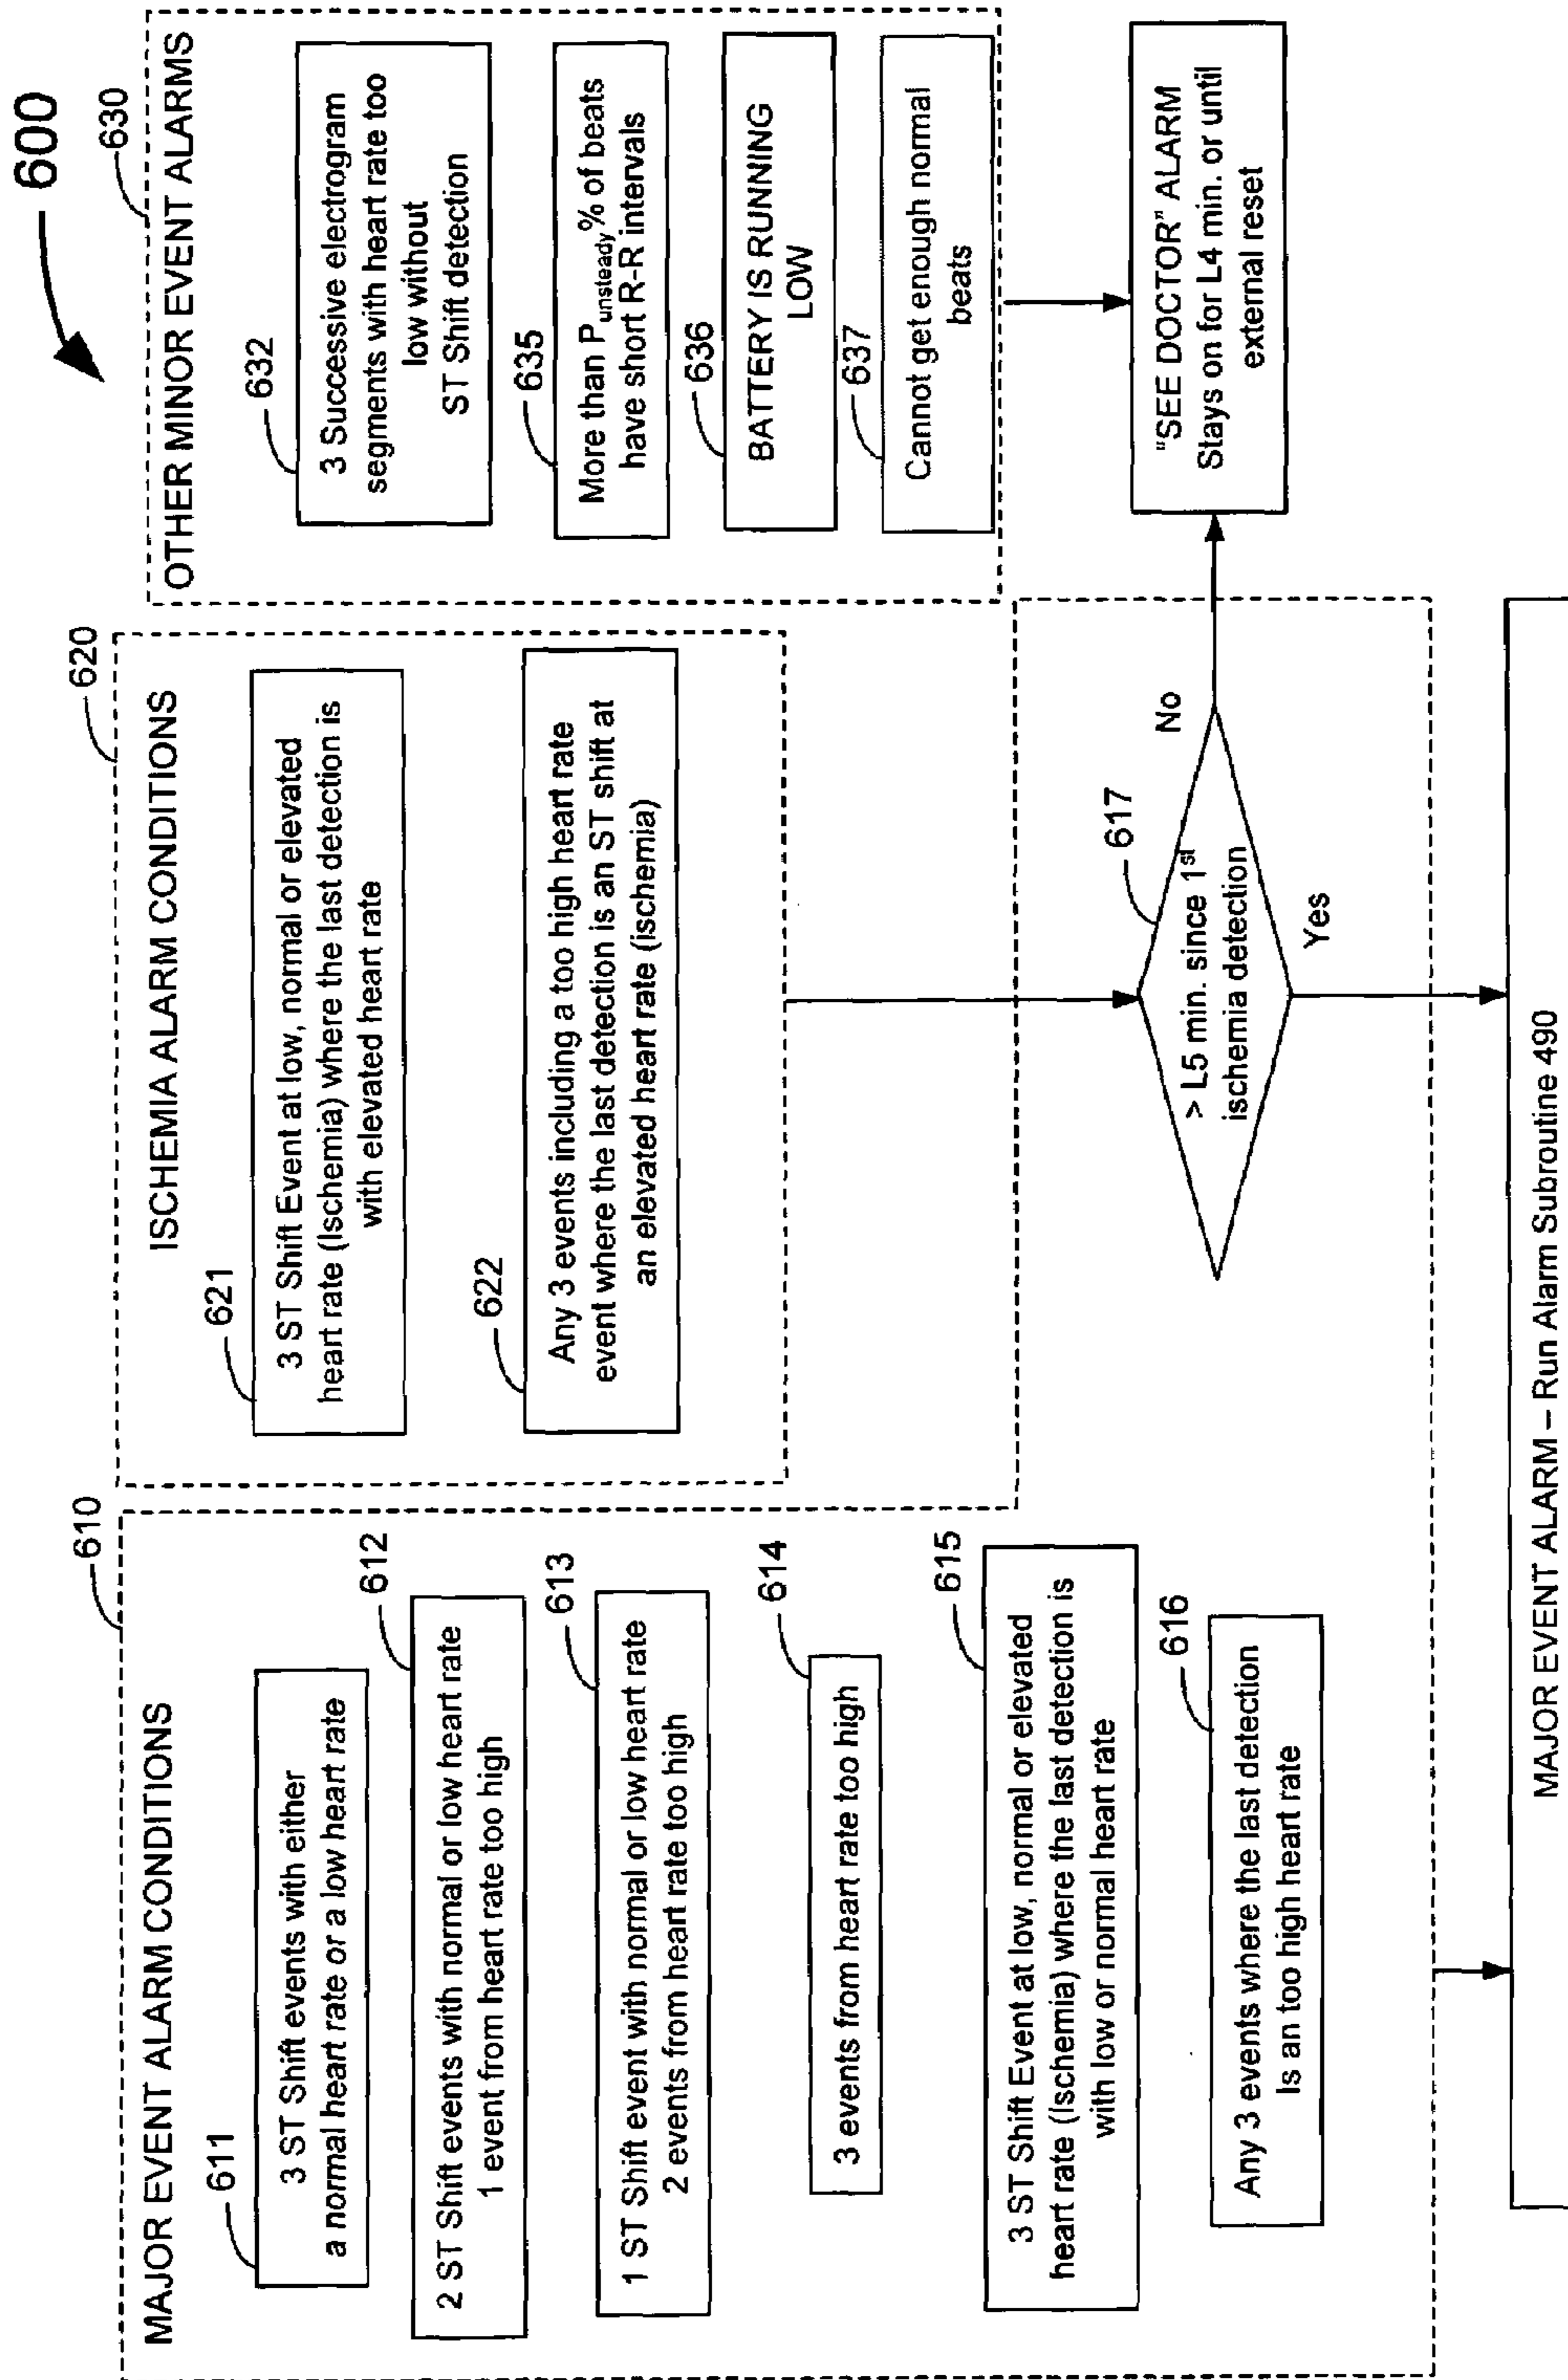 600
610
MAJOR EVENT ALARM CONDITIONS
611
3 ST Shift events with either
a normal heart rate or a low heart rate
612
2 ST Shift events with normal or low heart rate
1 event from heart rate too high
613
1 ST Shift event with normal or low heart rate
2 events from heart rate too high
614
3 events from heart rate too high
615
3 ST Shift Event at low, normal or elevated
heart rate (Ischemia) where the last detection is
with low or normal heart rate
616
Any 3 events where the last detection
Is an too high heart rate
620
ISCHEMIA ALARM CONDITIONS
621
3 ST Shift Event at low, normal or elevated
heart rate (Ischemia) where the last detection is
with elevated heart rate
622
Any 3 events including a too high heart rate
event where the last detection is an ST shift at
an elevated heart rate (ischemia)
617
> L5 min. since 1st
ischemia detection
No
Yes
630
OTHER MINOR EVENT ALARMS
632
3 Successive electrogram
segments with heart rate too
low without
ST Shift detection
635
More than Punsteady% of beats
have short R-R intervals
636
BATTERY IS RUNNING
LOW
637
Cannot get enough normal
beats
"SEE DOCTOR" ALARM
Stays on for L4 min. or until
external reset
MAJOR EVENT ALARM – Run Alarm Subroutine 490